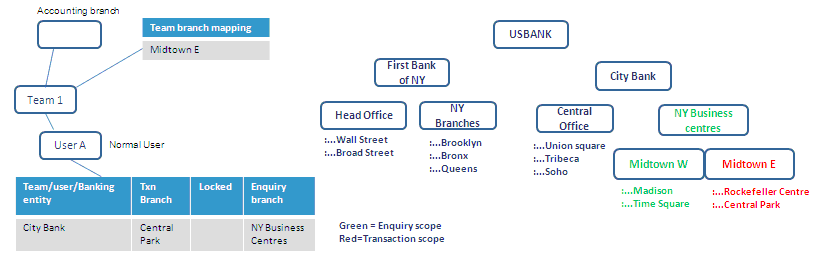 Accounting branch
Team branch mapping
Midtown E
Team 1
User A
Normal User
Team/user/Banking entity
Txn Branch
Locked
Enquiry branch
City Bank
Central Park
NY Business Centres
USBANK
First Bank of NY
City Bank
Head Office
NY Branches
Central Office
NY Business centres
:...Wall Street
:...Broad Street
:...Brooklyn
:...Bronx
:...Queens
:...Union square
:...Tribeca
:...Soho
Midtown W
Midtown E
:...Madison
:...Time Square
:...Rockefeller Centre
:...Central Park
Green = Enquiry scope
Red=Transaction scope